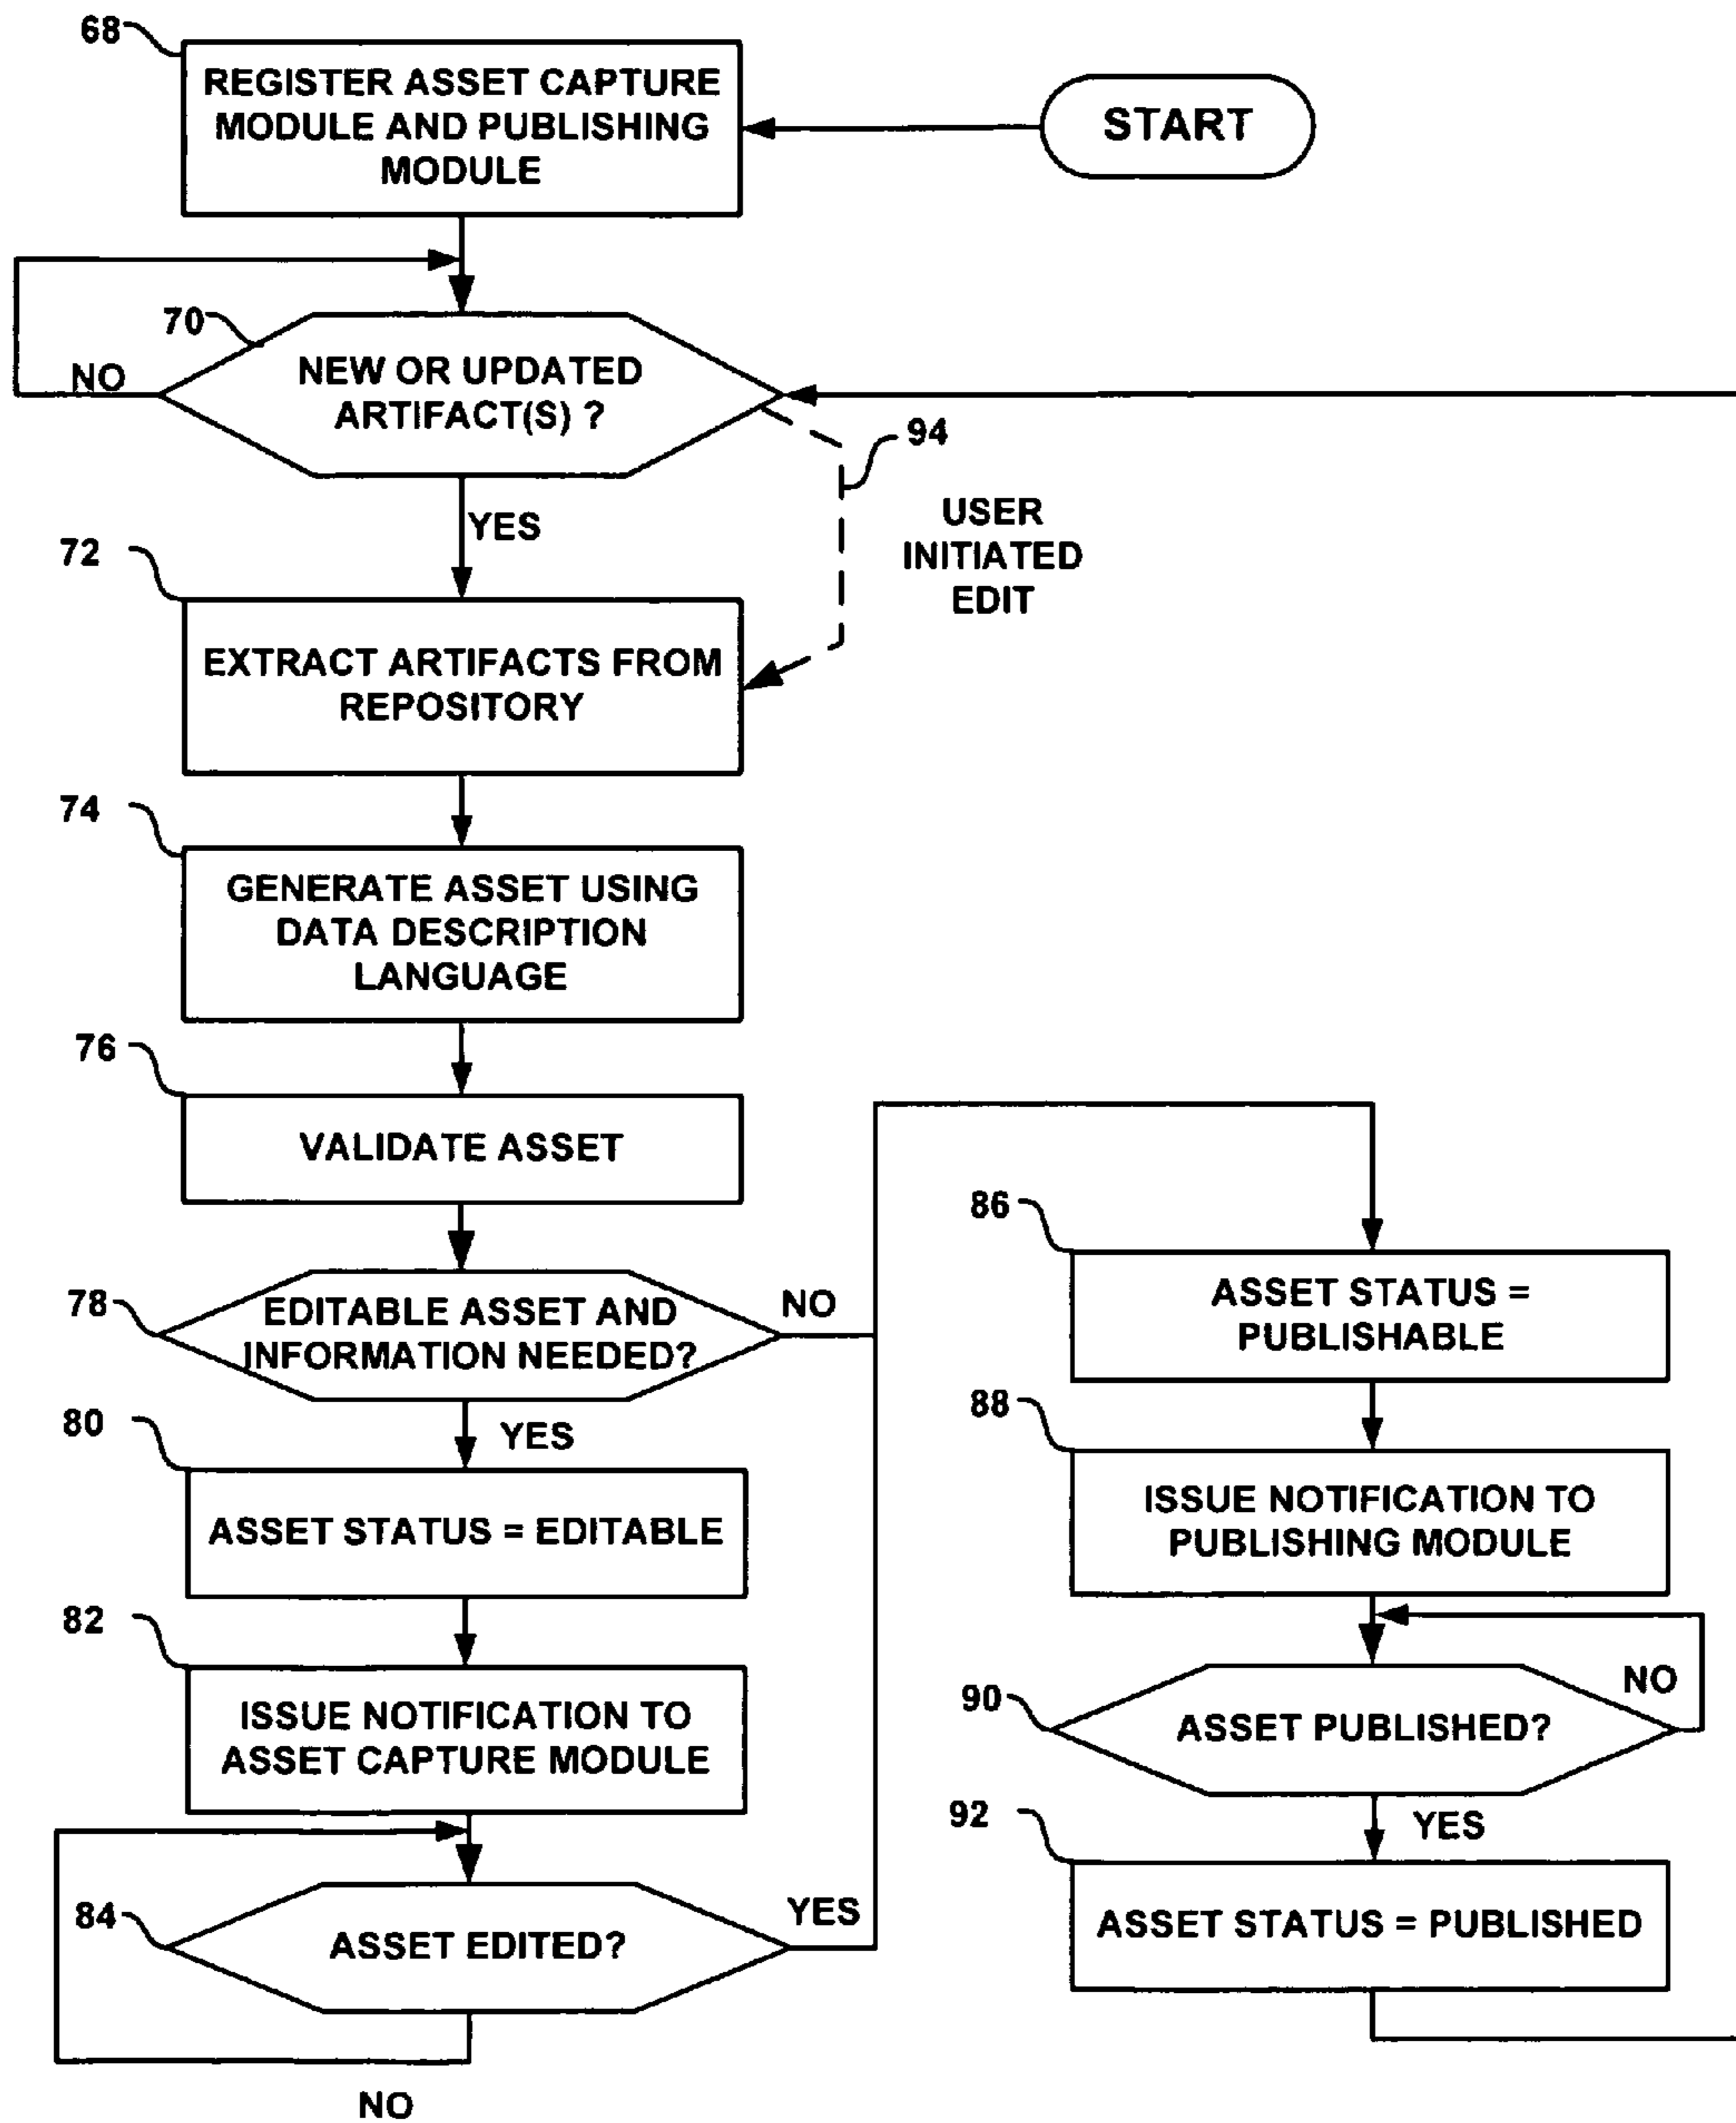 68
REGISTER ASSET CAPTURE
MODULE AND PUBLISHING
MODULE
START
70
NO
NEW OR UPDATED
ARTIFACT(S) ?
94
YES
USER
INITIATED
EDIT
72
EXTRACT ARTIFACTS FROM
REPOSITORY
74
GENERATE ASSET USING
DATA DESCRIPTION
LANGUAGE
76
VALIDATE ASSET
78
EDITABLE ASSET AND
INFORMATION NEEDED?
NO
YES
80
ASSET STATUS = EDITABLE
82
ISSUE NOTIFICATION TO
ASSET CAPTURE MODULE
84
ASSET EDITED?
YES
NO
86
ASSET STATUS =
PUBLISHABLE
88
ISSUE NOTIFICATION TO
PUBLISHING MODULE
90
ASSET PUBLISHED?
NO
YES
92
ASSET STATUS = PUBLISHED